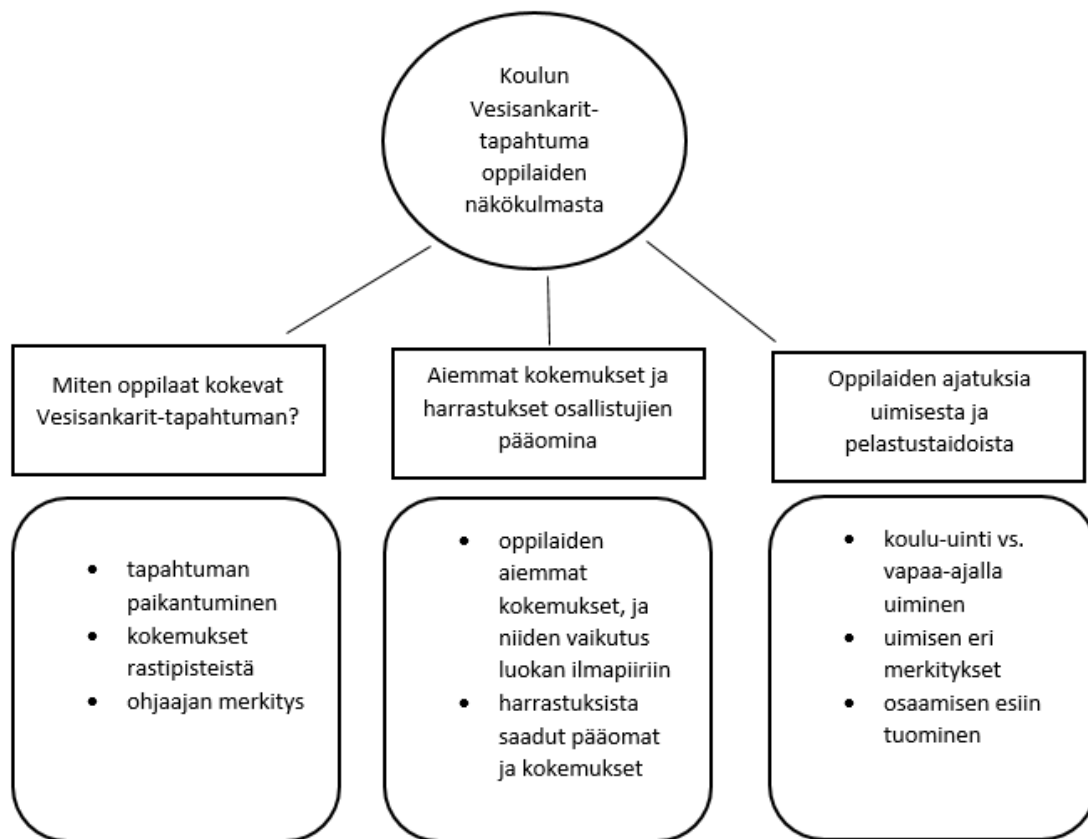 Koulun
Vesisankarit-
tapahtuma
oppilaiden
näkökulmasta
Miten oppilaat kokevat
Vesisankarit-tapahtuman?
Aiemmat kokemukset ja
harrastukset osallistujien
pääomina
Oppilaiden ajatuksia
uimisesta ja
pelastustaidoista
• tapahtuman
paikantuminen
• kokemukset
rastipisteistä
• ohjaajan merkitys
• oppilaiden
aiemmat
kokemukset, ja
niiden vaikutus
luokan ilmapiiriin
• harrastuksista
saadut pääomat
ja kokemukset
• koulu-uinti vs.
vapaa-ajalla
uiminen
• uimisen eri
merkitykset
• osaamisen esiin
tuominen